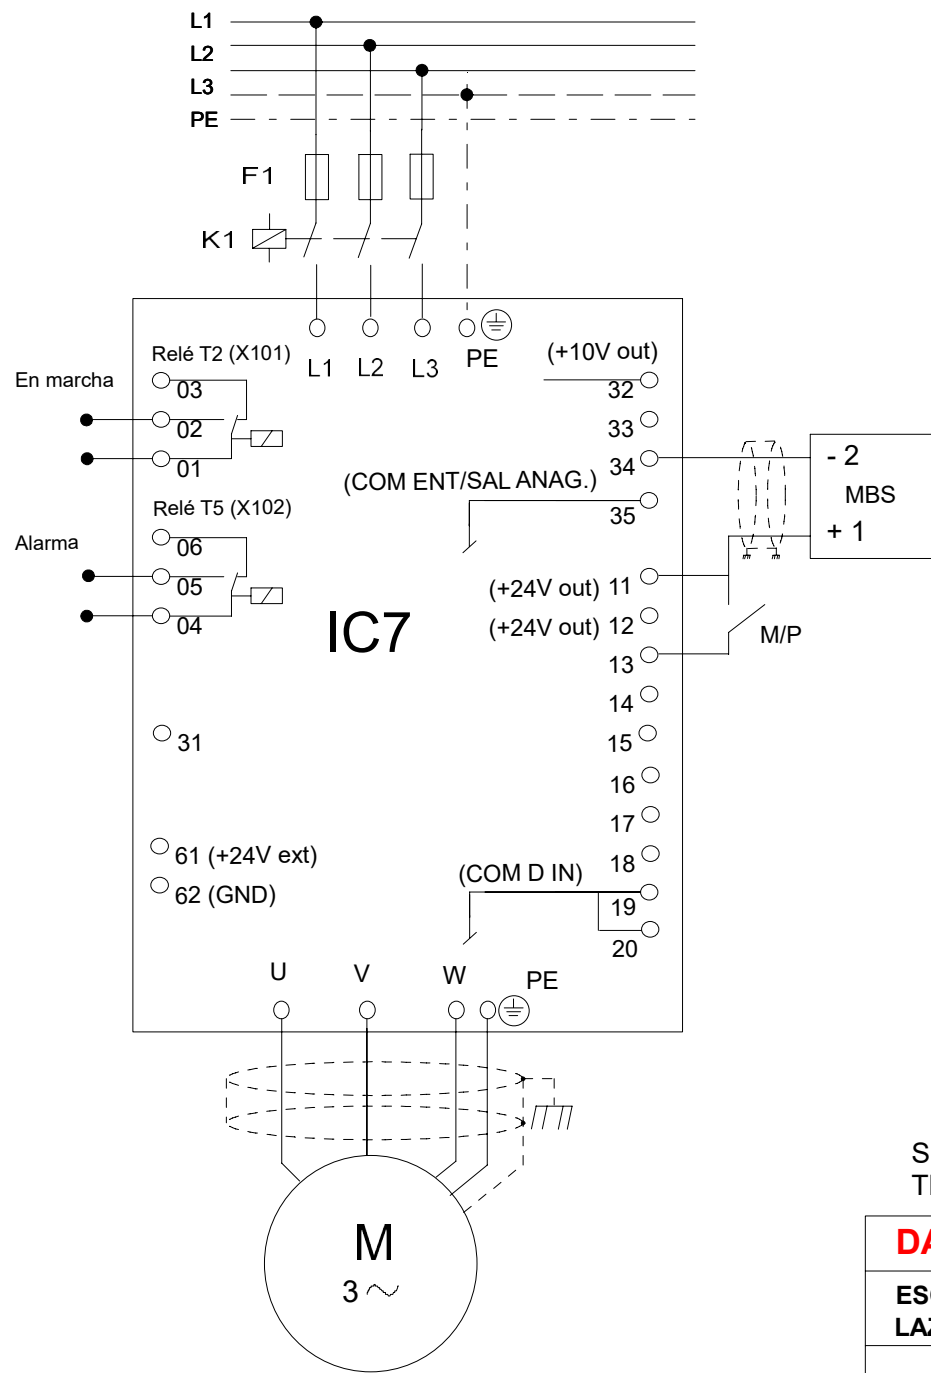 L1
L2
L3
PE
F1
K1
L1 L2 L3 PE
Relé T2 (X101)
(+10V out)
En marcha
03
32
02
33
01
34
- 2
MBS
+ 1
(COM ENT/SAL ANAG.)
35
Relé T5 (X102)
06
Alarma
05
(+24V out) 11
04
(+24V out) 12
IC7
M/P
13
14
31
15
16
17
61 (+24V ext)
18
62 (GND)
(COM D IN)
19
20
U V W PE
M
3